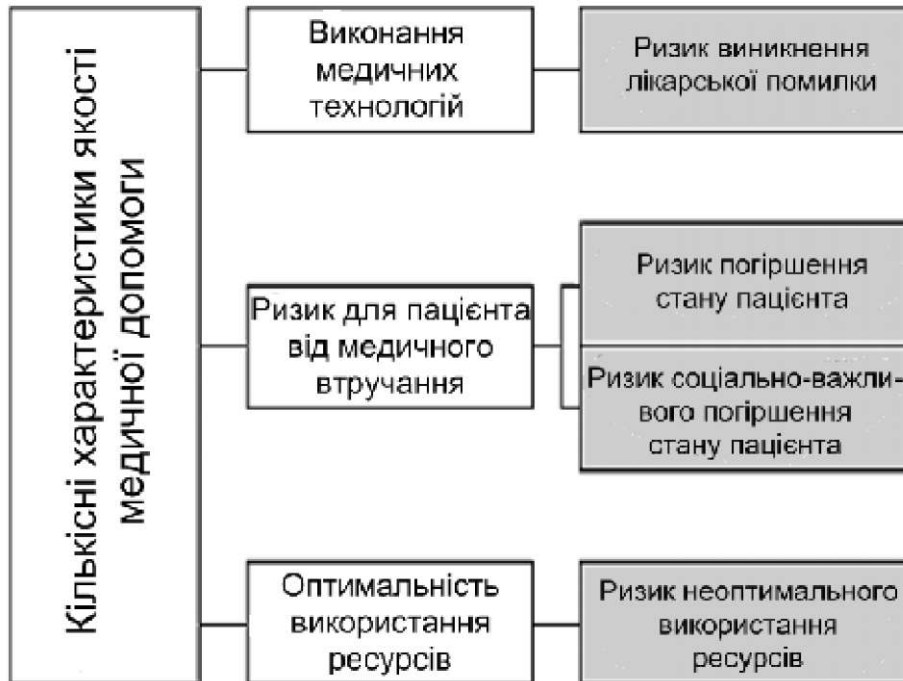 Кількісні характеристики якості
медичної допомоги
Виконання
медичних
технологій
Ризик виникнення
лікарської помилки
Ризик для пацієнта
від медичного
втручання
Ризик погіршення
стану пацієнта
Ризик соціально-важли-
вого погіршення
стану пацієнта
Оптимальність
використання
ресурсів
Ризик неоптимального
використання
ресурсів